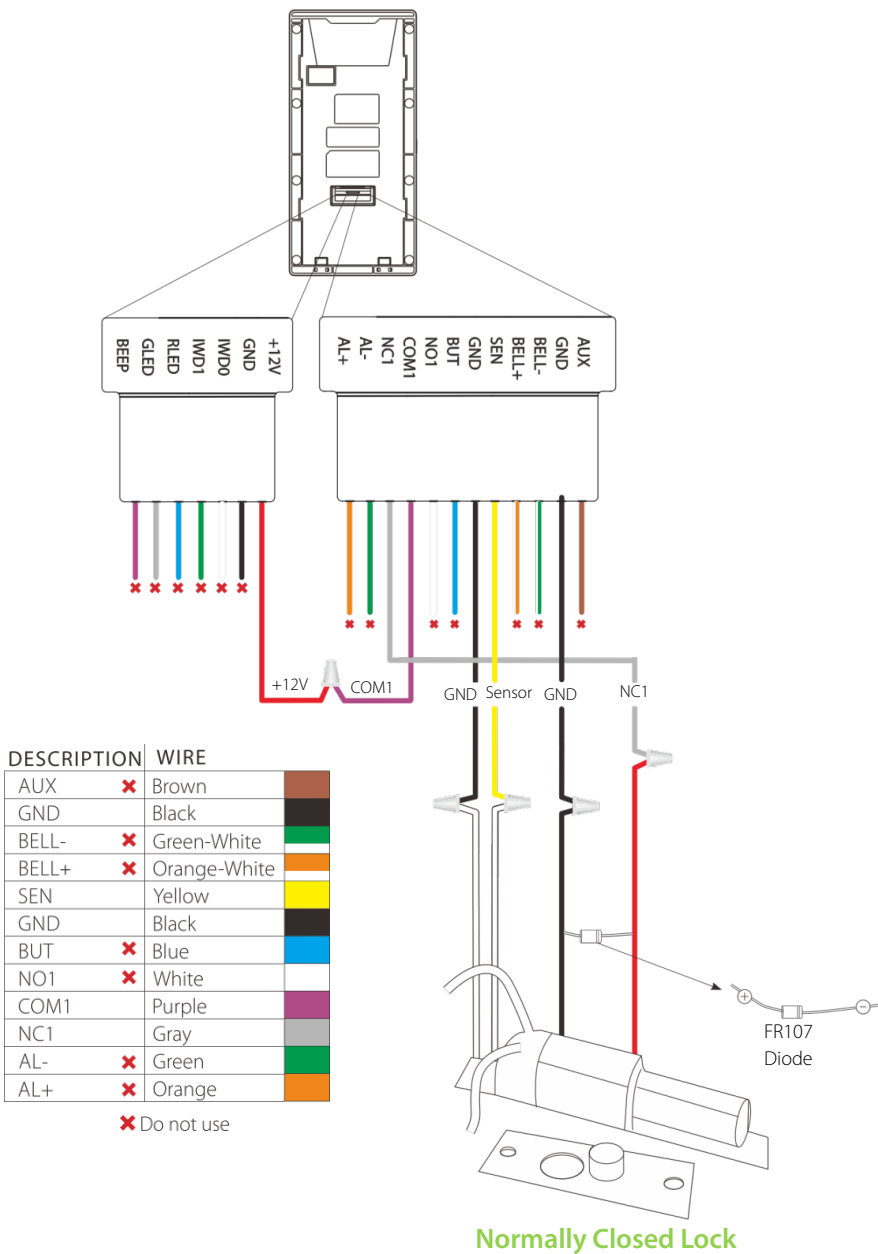 BEEP GLED RLED IWD1 IWD0 GND +12V
AL+ AL- NC1 COM1 NO1 BUT GND SEN BELL+ BELL- GND AUX
+12V COM1
GND Sensor GND NC1
DESCRIPTION WIRE
AUX ✖ Brown
GND Black
BELL- ✖ Green-White
BELL+ ✖ Orange-White
SEN Yellow
GND Black
BUT ✖ Blue
NO1 ✖ White
COM1 Purple
NC1 Gray
AL- ✖ Green
AL+ ✖ Orange
✖ Do not use
+ −
FR107
Diode
Normally Closed Lock